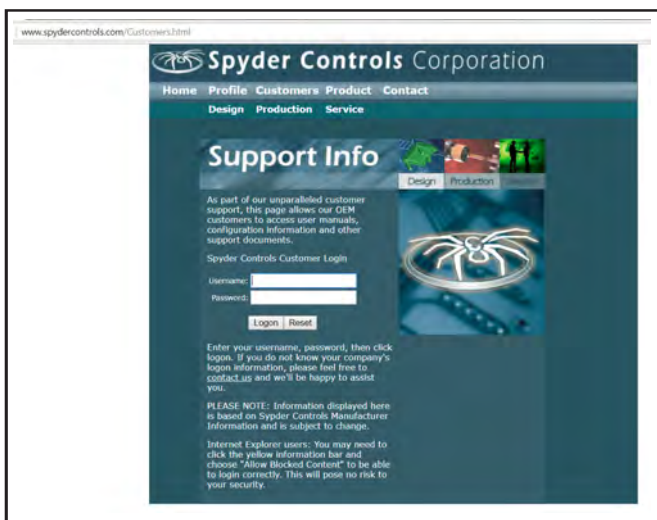 www.spydercontrols.com/Customers.html
Spyder Controls Corporation
Home Profile Customers Product Contact
Design Production Service
Support Info
Design Production
As part of our unparalleled customer
support, this page allows our OEM
customers to access user manuals,
configuration information and other
support documents.
Spyder Controls Customer Login
Username:
Password:
Logon Reset
Enter your username, password, then click
logon. If you do not know your company's
logon information, please feel free to
contact us and we'll be happy to assist
you.
PLEASE NOTE: Information displayed here
is based on Sypder Controls Manufacturer
Information and is subject to change.
Internet Explorer users: You may need to
click the yellow information bar and
choose "Allow Blocked Content" to be able
to login correctly. This will pose no risk to
your security.